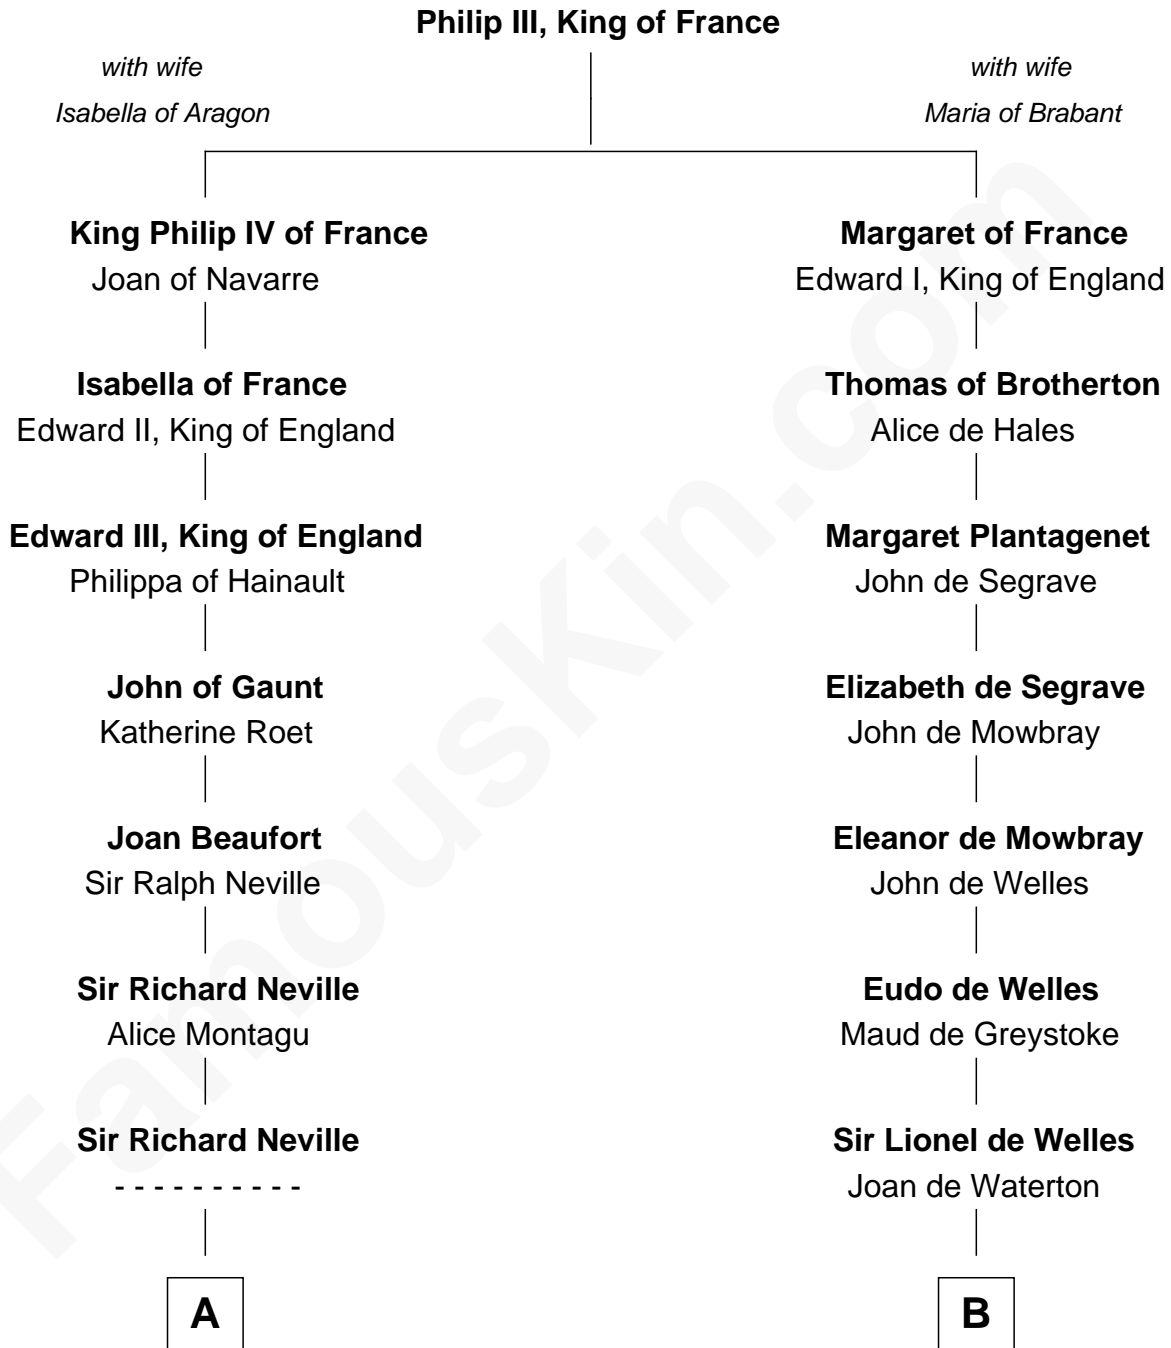 Philip III, King of France
with wife
Isabella of Aragon
with wife
Maria of Brabant
King Philip IV of France
Joan of Navarre
Margaret of France
Edward I, King of England
Isabella of France
Edward II, King of England
Thomas of Brotherton
Alice de Hales
Edward III, King of England
Philippa of Hainault
Margaret Plantagenet
John de Segrave
John of Gaunt
Katherine Roet
Elizabeth de Segrave
John de Mowbray
Joan Beaufort
Sir Ralph Neville
Eleanor de Mowbray
John de Welles
Sir Richard Neville
Alice Montagu
Eudo de Welles
Maud de Greystoke
Sir Richard Neville
- - - - - - - - - -
Sir Lionel de Welles
Joan de Waterton
A
B
FamousKin.com